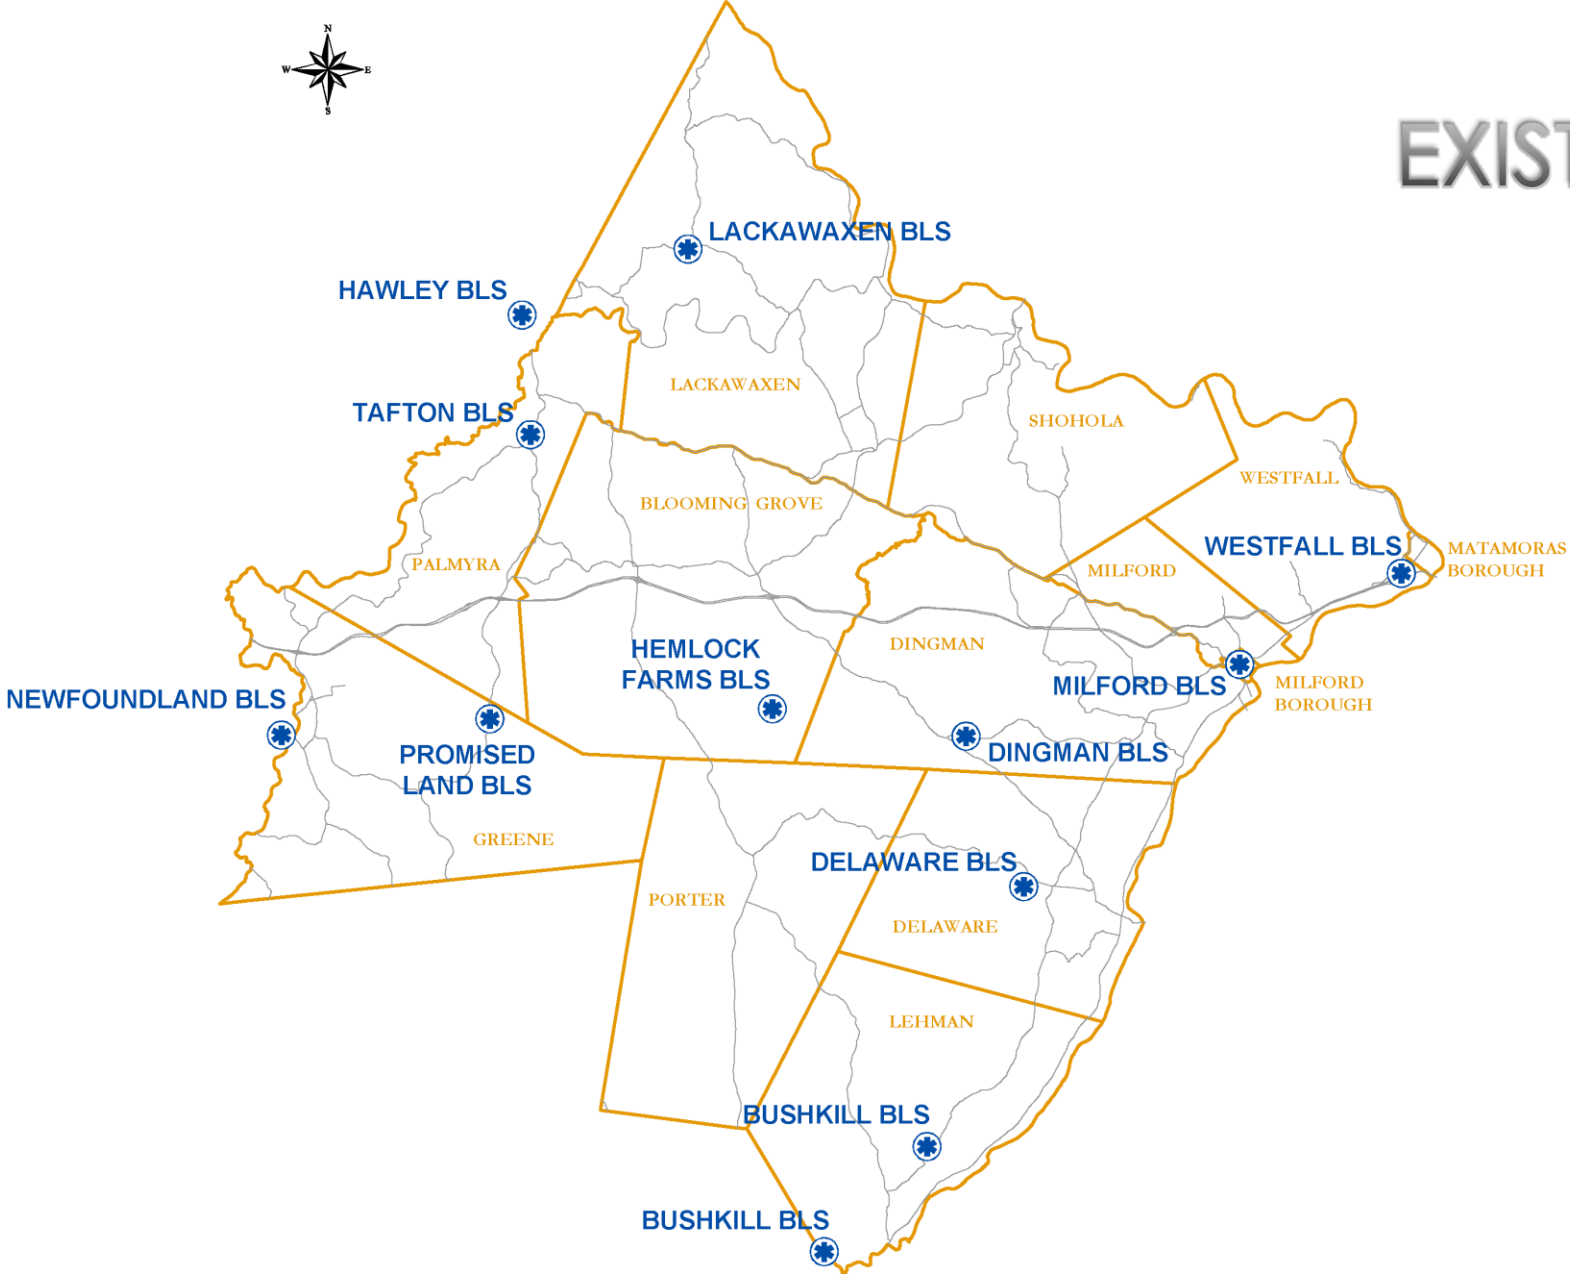 N
W E
S
EXIST
LACKAWAXEN BLS
HAWLEY BLS
LACKAWAXEN
TAFTON BLS
SHOHOLA
WESTFALL
BLOOMING GROVE
WESTFALL BLS
MATAMORAS
BOROUGH
PALMYRA
MILFORD
DINGMAN
HEMLOCK
FARMS BLS
MILFORD BLS
MILFORD
BOROUGH
NEWFOUNDLAND BLS
PROMISED
LAND BLS
DINGMAN BLS
GREENE
DELAWARE BLS
PORTER
DELAWARE
LEHMAN
BUSHKILL BLS
BUSHKILL BLS